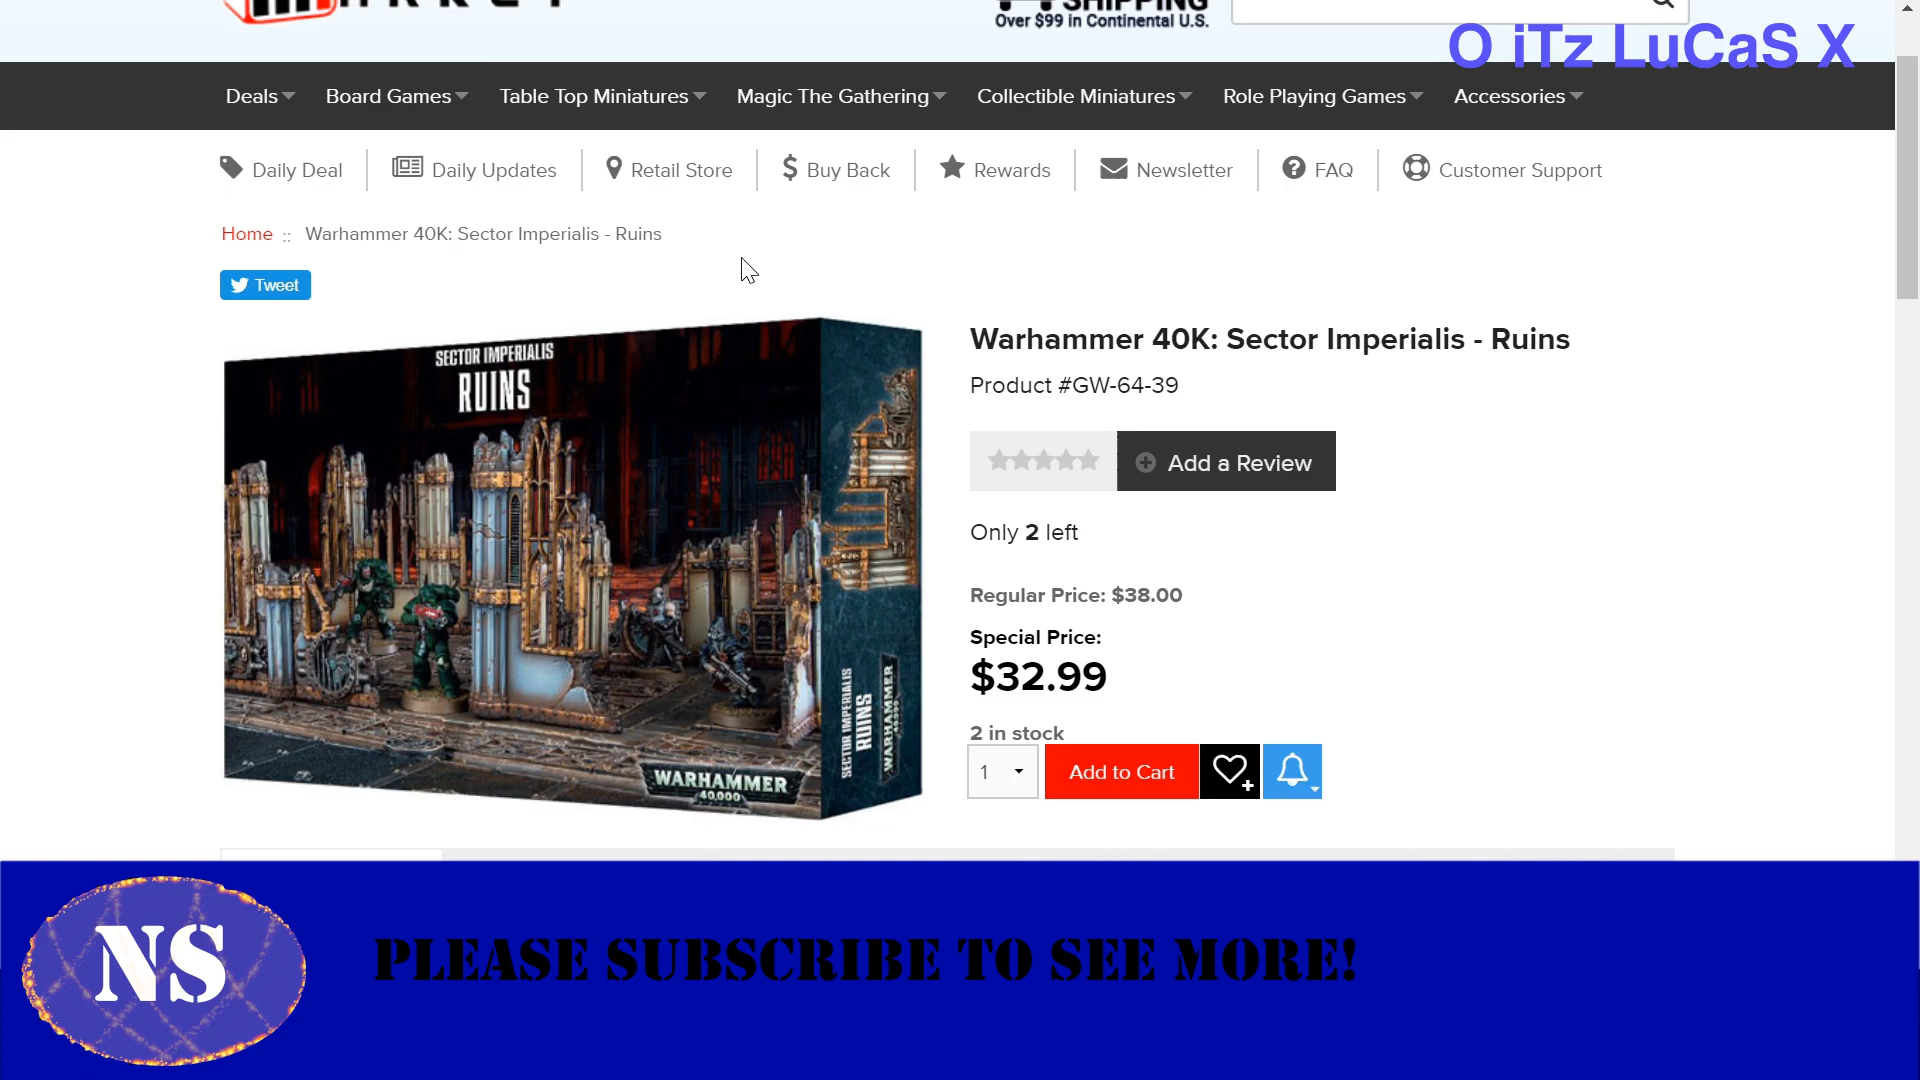 SHIPPING
Over $99 in Continental U.S.
O iTz LuCaS X
Deals Board Games Table Top Miniatures Magic The Gathering Collectible Miniatures Role Playing Games Accessories
Daily Deal Daily Updates Retail Store Buy Back Rewards Newsletter FAQ Customer Support
Home :: Warhammer 40K: Sector Imperialis - Ruins
Tweet
SECTOR IMPERIALIS
RUINS
SECTOR IMPERIALIS
RUINS
WARHAMMER
40,000
WARHAMMER
40,000
Warhammer 40K: Sector Imperialis - Ruins
Product #GW-64-39
Add a Review
Only 2 left
Regular Price: $38.00
Special Price:
$32.99
2 in stock
1 Add to Cart
NS
PLEASE SUBSCRIBE TO SEE MORE!